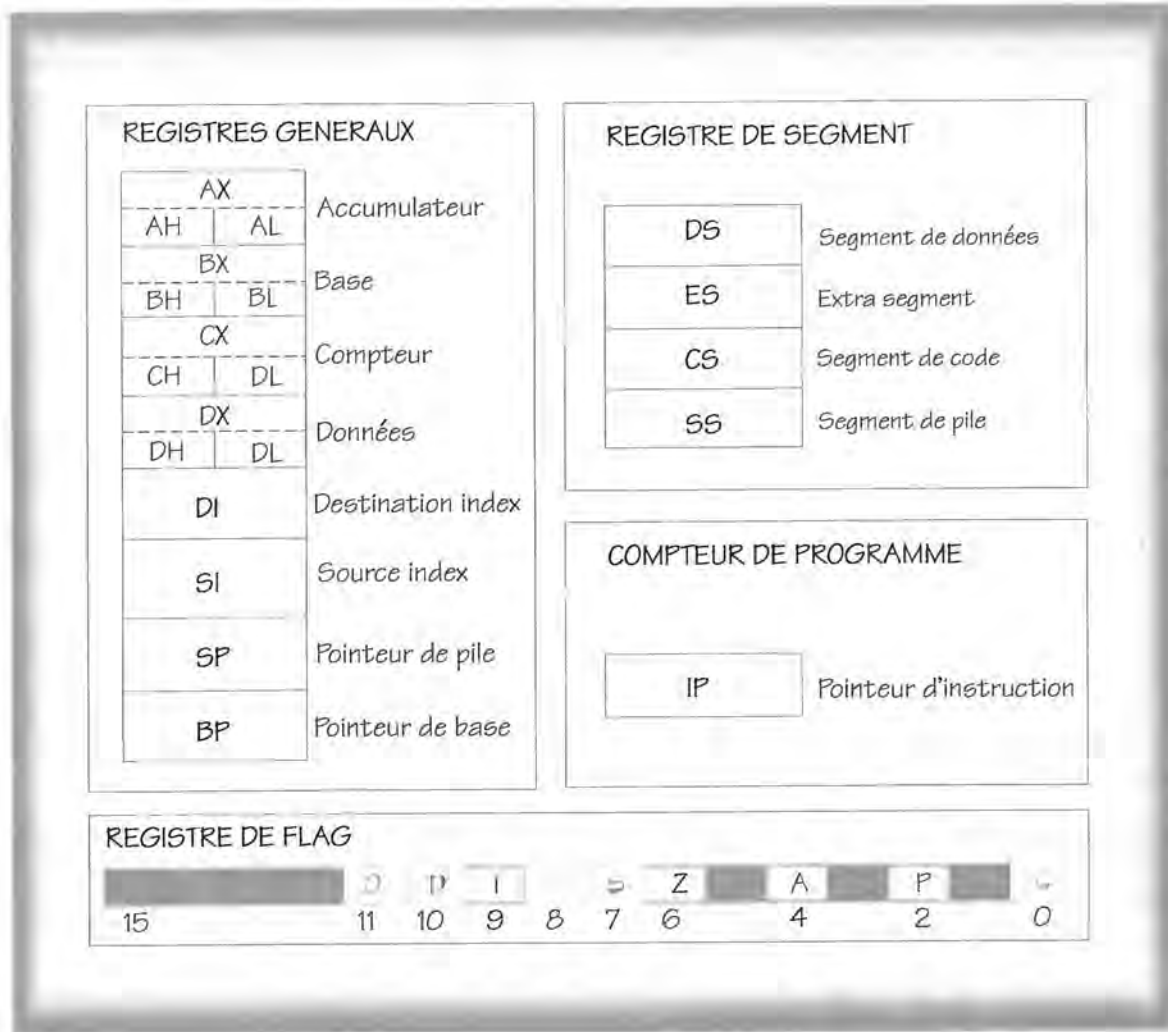 REGISTRES GENERAUX
AX
AH AL
Accumulateur
BX
BH BL
Base
CX
CH DL
Compteur
DX
DH DL
Données
DI
Destination index
SI
Source index
SP
Pointeur de pile
BP
Pointeur de base
REGISTRE DE SEGMENT
DS
Segment de données
ES
Extra segment
CS
Segment de code
SS
Segment de pile
COMPTEUR DE PROGRAMME
IP
Pointeur d'instruction
REGISTRE DE FLAG
D I Z A P
15 11 10 9 8 7 6 4 2 0